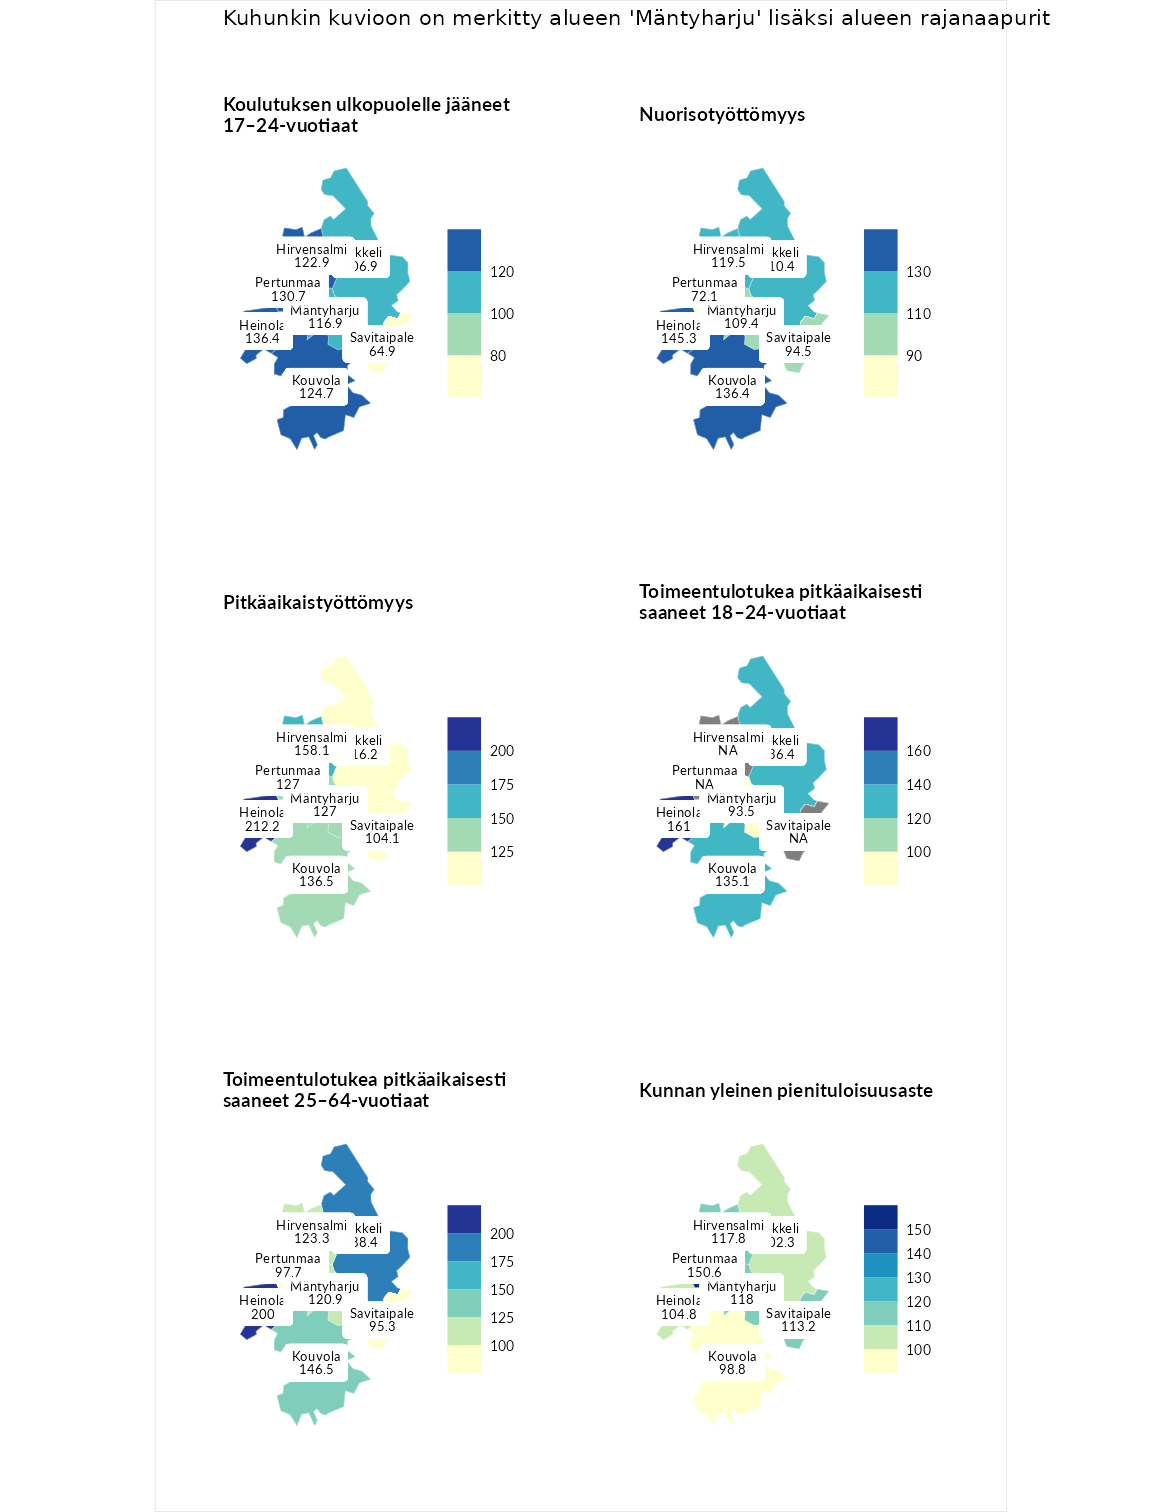 Kuhunkin kuvioon on merkitty alueen 'Mäntyharju' lisäksi alueen rajanaapurit
Koulutuksen ulkopuolelle jääneet
17–24-vuotiaat
Hirvensalmi
122.9
Pertunmaa
130.7
Mäntyharju
116.9
Heinola
136.4
Savitaipale
64.9
Kouvola
124.7
120
100
80
Nuorisotyöttömyys
Hirvensalmi
119.5
Pertunmaa
72.1
Mäntyharju
109.4
Heinola
145.3
Savitaipale
94.5
Kouvola
136.4
130
110
90
Pitkäaikaistyöttömyys
Hirvensalmi
158.1
Pertunmaa
127
Mäntyharju
127
Heinola
212.2
Savitaipale
104.1
Kouvola
136.5
200
175
150
125
Toimeentulotukea pitkäaikaisesti
saaneet 18–24-vuotiaat
Hirvensalmi
NA
Pertunmaa
NA
Mäntyharju
93.5
Heinola
161
Savitaipale
NA
Kouvola
135.1
160
140
120
100
Toimeentulotukea pitkäaikaisesti
saaneet 25–64-vuotiaat
Hirvensalmi
123.3
Pertunmaa
97.7
Mäntyharju
120.9
Heinola
200
Savitaipale
95.3
Kouvola
146.5
200
175
150
125
100
Kunnan yleinen pienituloisuusaste
Hirvensalmi
117.8
Pertunmaa
150.6
Mäntyharju
118
Heinola
104.8
Savitaipale
113.2
Kouvola
98.8
150
140
130
120
110
100